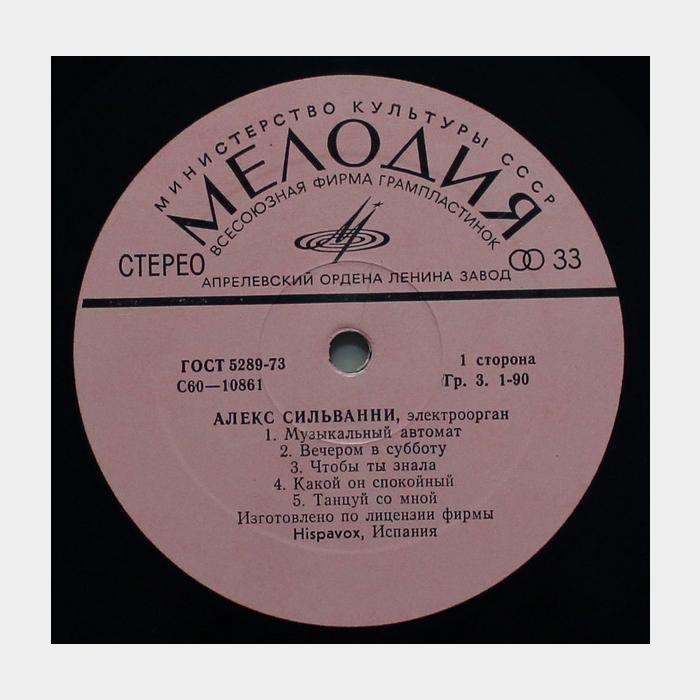 МИНИСТЕРСТВО КУЛЬТУРЫ СССР
МЕЛОДИЯ
ВСЕСОЮЗНАЯ ФИРМА ГРАМПЛАСТИНОК
СТЕРЕО
33
АПРЕЛЕВСКИЙ ОРДЕНА ЛЕНИНА ЗАВОД
ГОСТ 5289-73
1 сторона
С60—10861
Гр. 3. 1-90
АЛЕКС СИЛЬВАННИ, электроорган
1. Музыкальный автомат
2. Вечером в субботу
3. Чтобы ты знала
4. Какой он спокойный
5. Танцуй со мной
Изготовлено по лицензии фирмы
Hispavox, Испания